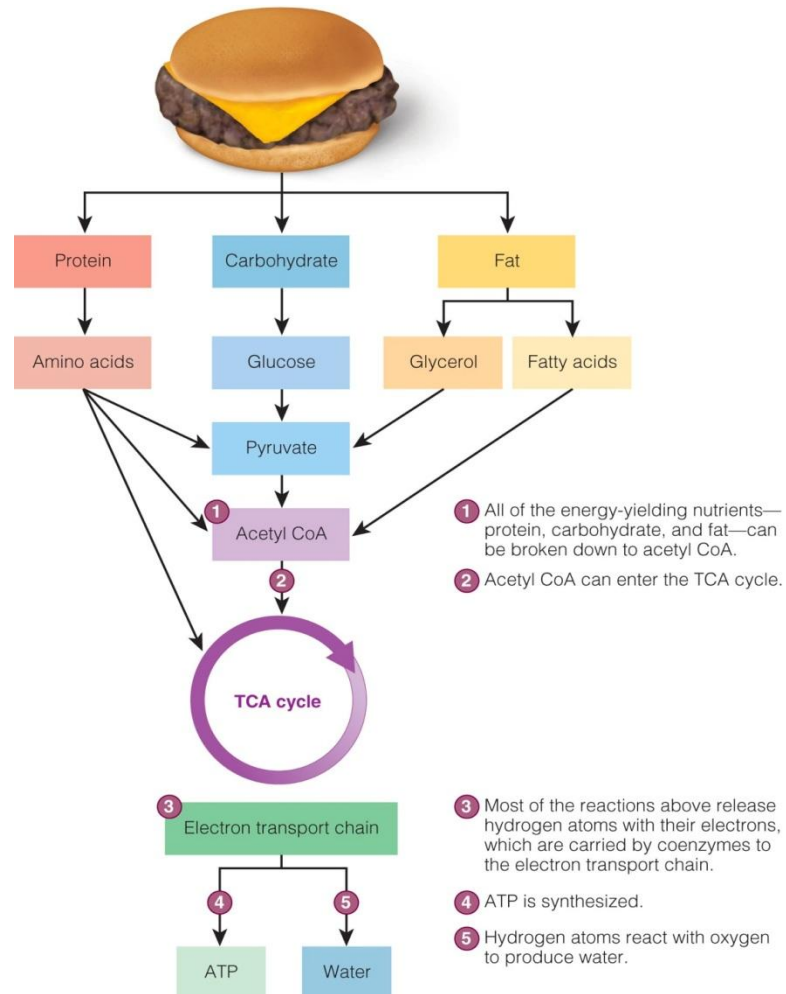 Protein
Carbohydrate
Fat
Amino acids
Glucose
Glycerol
Fatty acids
Pyruvate
1
Acetyl CoA
2
TCA cycle
3
Electron transport chain
4
5
ATP
Water
1 All of the energy-yielding nutrients—
protein, carbohydrate, and fat—can
be broken down to acetyl CoA.
2 Acetyl CoA can enter the TCA cycle.
3 Most of the reactions above release
hydrogen atoms with their electrons,
which are carried by coenzymes to
the electron transport chain.
4 ATP is synthesized.
5 Hydrogen atoms react with oxygen
to produce water.